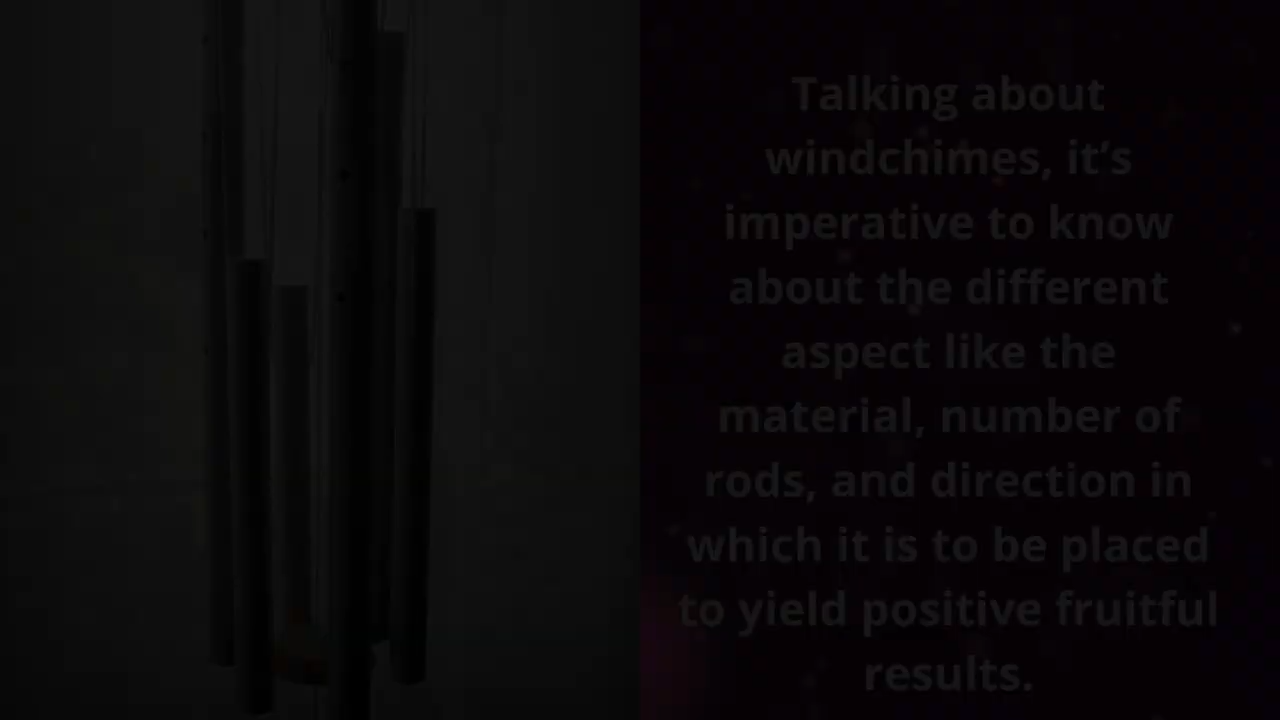 Talking about
windchimes, it’s
imperative to know
about the different
aspect like the
material, number of
rods, and direction in
which it is to be placed
to yield positive fruitful
results.